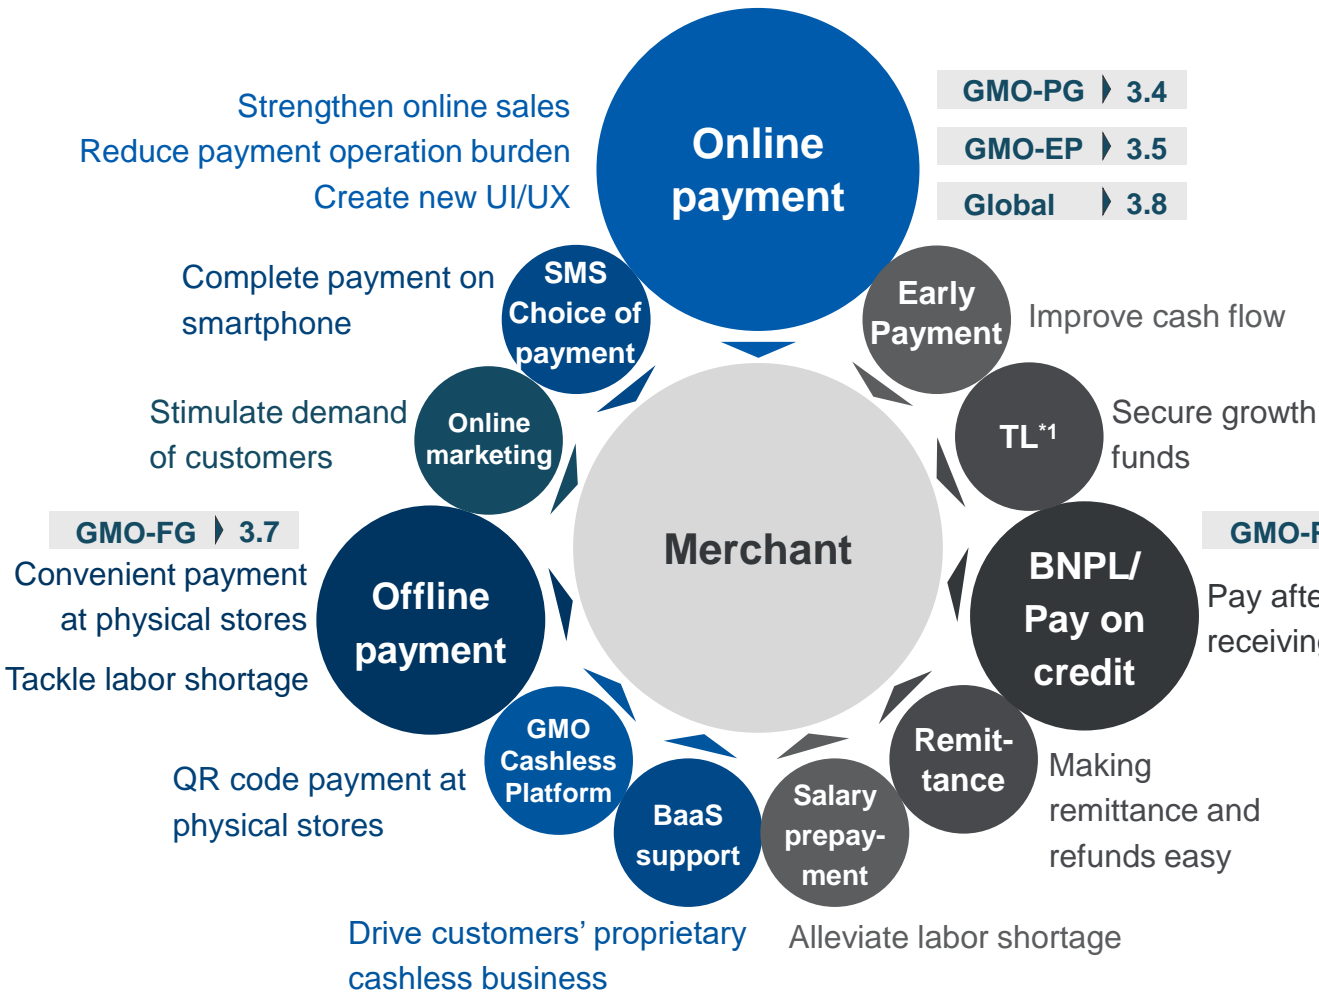 Online
payment
Strengthen online sales
Reduce payment operation burden
Create new UI/UX
GMO-PG 3.4
GMO-EP 3.5
Global 3.8
SMS
Choice of
payment
Complete payment on
smartphone
Early
Payment
Improve cash flow
Online
marketing
Stimulate demand
of customers
TL*1
Secure growth
funds
Merchant
GMO-FG 3.7
Offline
payment
Convenient payment
at physical stores
Tackle labor shortage
BNPL/
Pay on
credit
Pay
GMO
Cashless
Platform
QR code payment at
physical stores
BaaS
support
Drive customers’ proprietary
cashless business
Salary
prepay-
ment
Alleviate labor shortage
Remit-
tance
Making
remittance and
refunds easy